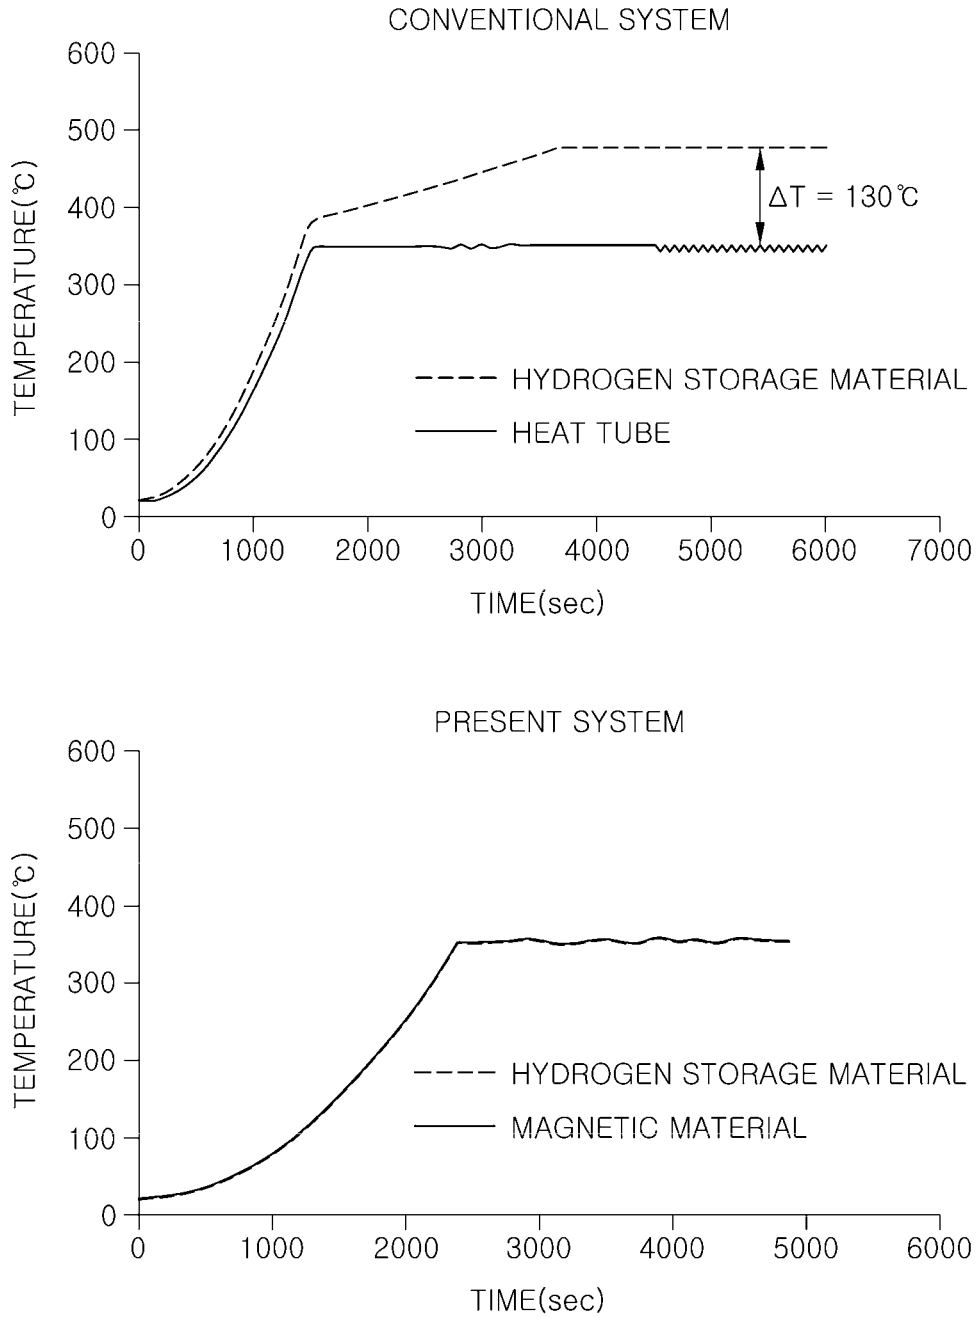 CONVENTIONAL SYSTEM
600
500
400
300
200
100
0
TEMPERATURE(℃)
ΔT = 130℃
HYDROGEN STORAGE MATERIAL
HEAT TUBE
0 1000 2000 3000 4000 5000 6000 7000
TIME(sec)
PRESENT SYSTEM
600
500
400
300
200
100
0
TEMPERATURE(℃)
HYDROGEN STORAGE MATERIAL
MAGNETIC MATERIAL
0 1000 2000 3000 4000 5000 6000
TIME(sec)